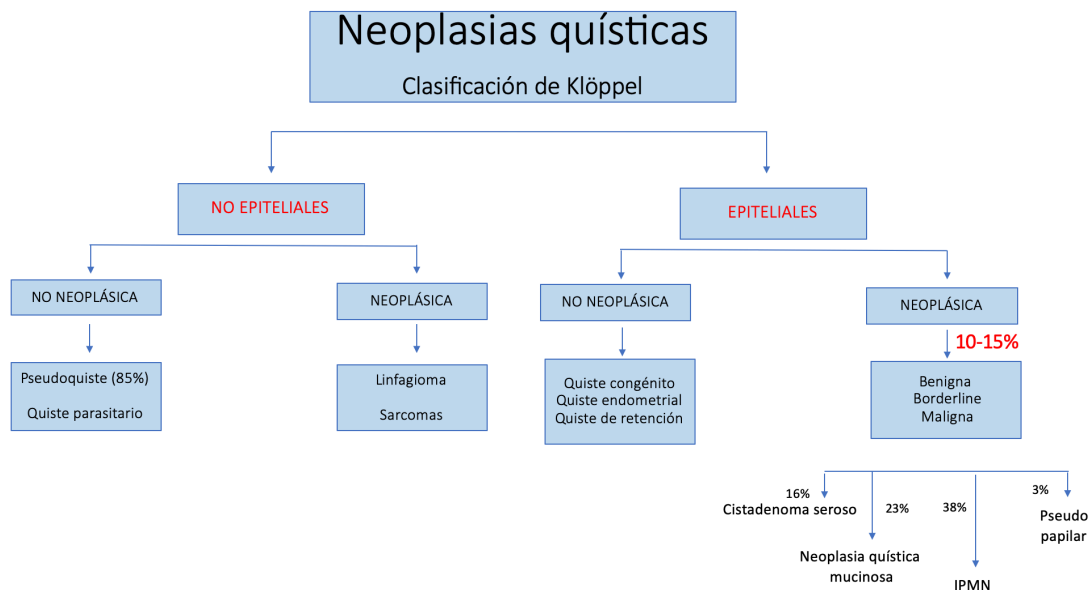 Neoplasias quísticas
Clasificación de Klöppel
NO EPITELIALES
EPITELIALES
NO NEOPLÁSICA
NEOPLÁSICA
NO NEOPLÁSICA
NEOPLÁSICA
10-15%
Pseudoquiste (85%)
Quiste parasitario
Linfagioma
Sarcomas
Quiste congénito
Quiste endometrial
Quiste de retención
Benigna
Borderline
Maligna
16%
Cistadenoma seroso
23%
Neoplasia quística
mucinosa
38%
IPMN
3%
Pseudo
papilar